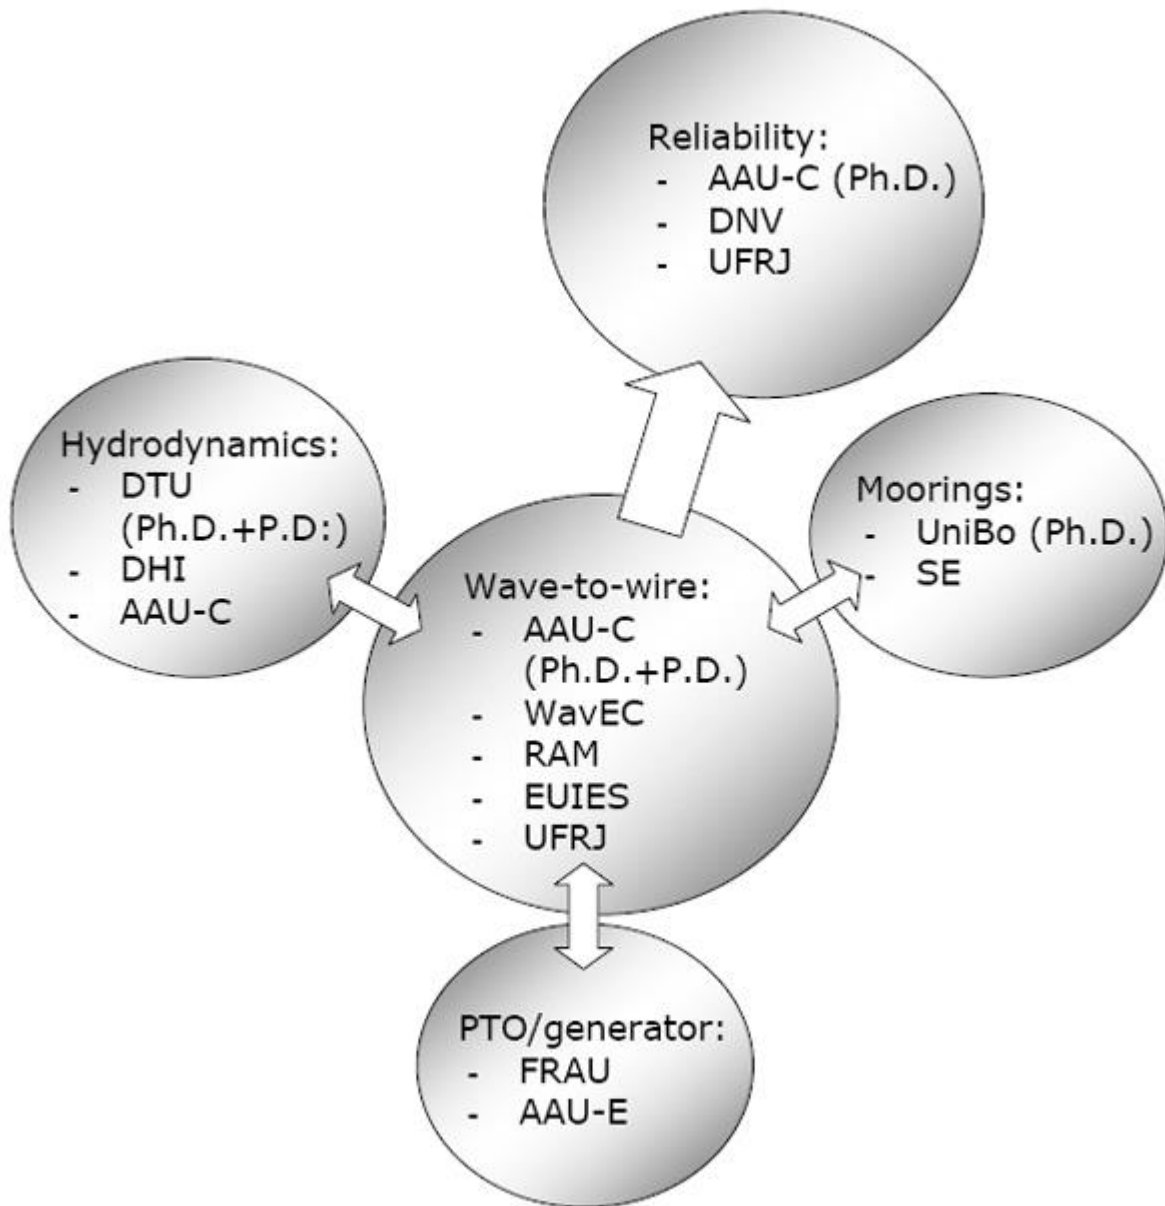 Reliability:
- AAU-C (Ph.D.)
- DNV
- UFRJ
Hydrodynamics:
- DTU
(Ph.D.+P.D:)
- DHI
- AAU-C
Moorings:
- UniBo (Ph.D.)
- SE
Wave-to-wire:
- AAU-C
(Ph.D.+P.D.)
- WavEC
- RAM
- EUIES
- UFRJ
PTO/generator:
- FRAU
- AAU-E